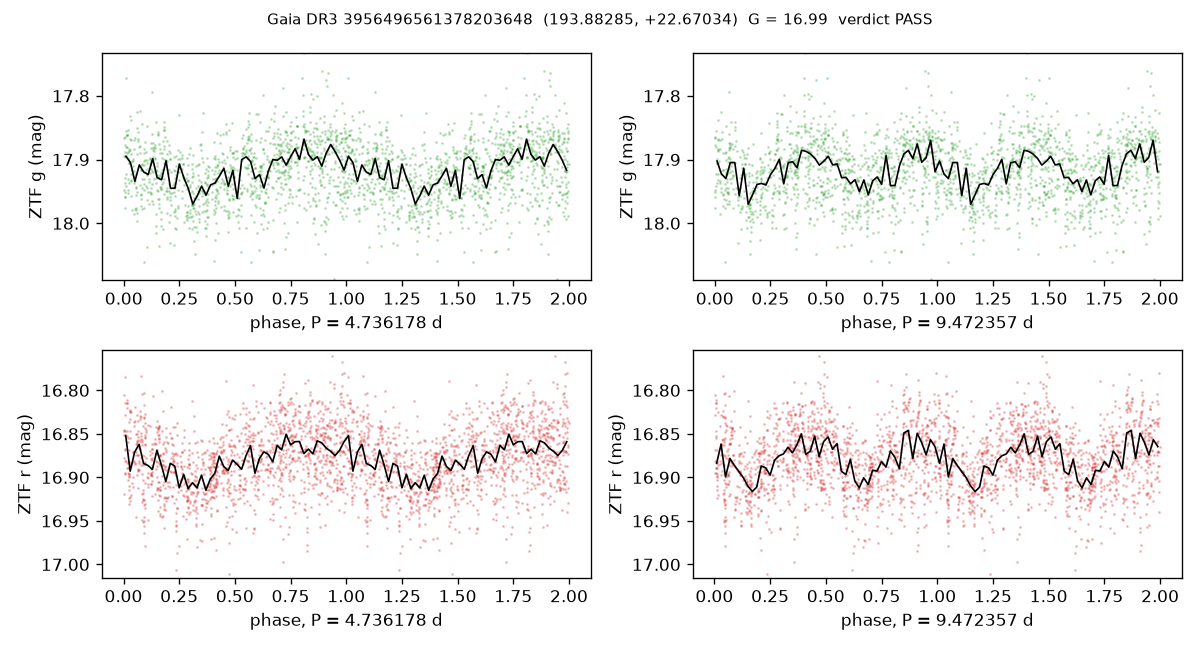 Gaia DR3 3956496561378203648 (193.88285, +22.67034) G = 16.99 verdict PASS
ZTF g (mag)
17.8
17.9
18.0
0.00 0.25 0.50 0.75 1.00 1.25 1.50 1.75 2.00
phase, P = 4.736178 d
ZTF g (mag)
17.8
17.9
18.0
0.00 0.25 0.50 0.75 1.00 1.25 1.50 1.75 2.00
phase, P = 9.472357 d
ZTF r (mag)
16.80
16.85
16.90
16.95
17.00
0.00 0.25 0.50 0.75 1.00 1.25 1.50 1.75 2.00
phase, P = 4.736178 d
ZTF r (mag)
16.80
16.85
16.90
16.95
17.00
0.00 0.25 0.50 0.75 1.00 1.25 1.50 1.75 2.00
phase, P = 9.472357 d